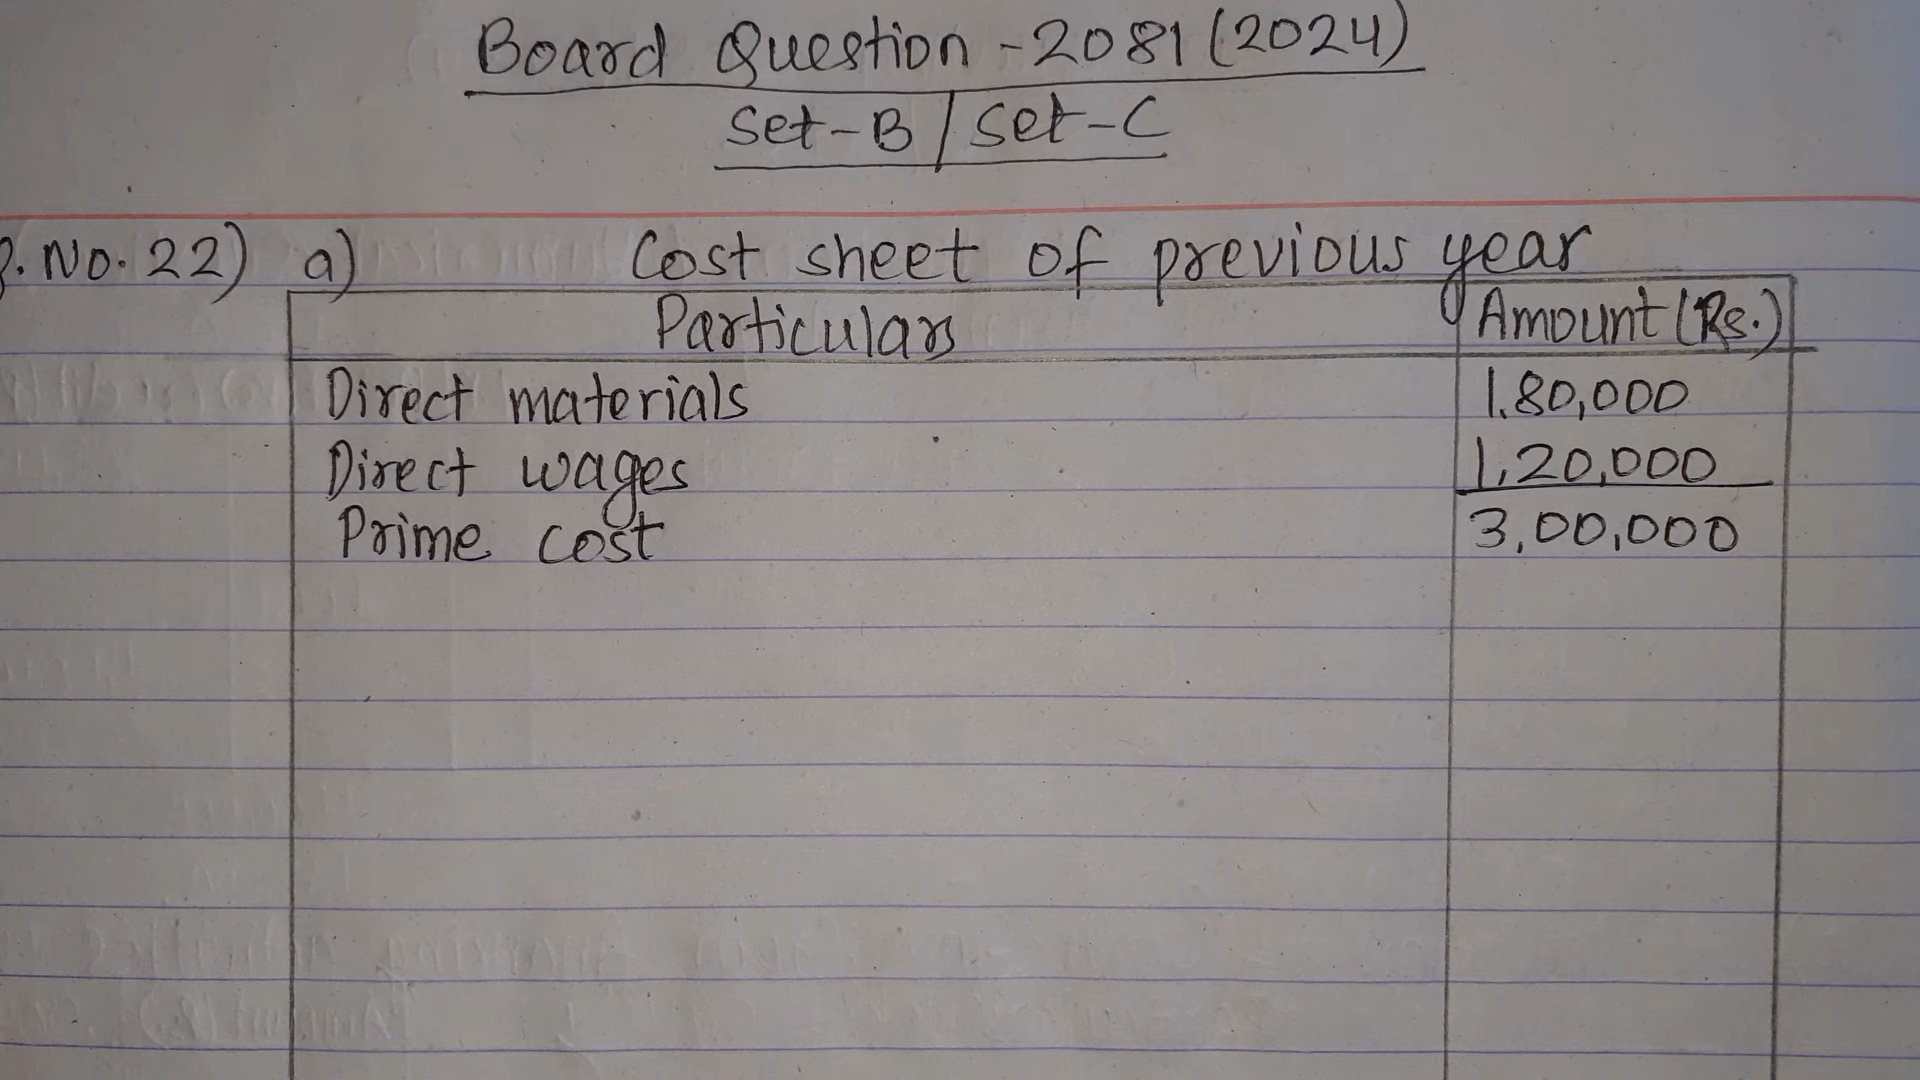 Board Question - 2081 (2024)
Set-B / Set-C
Q. No. 22) a) Cost sheet of previous year
Particulars Amount (Rs.)
Direct materials 1,80,000
Direct wages 1,20,000
Prime cost 3,00,000